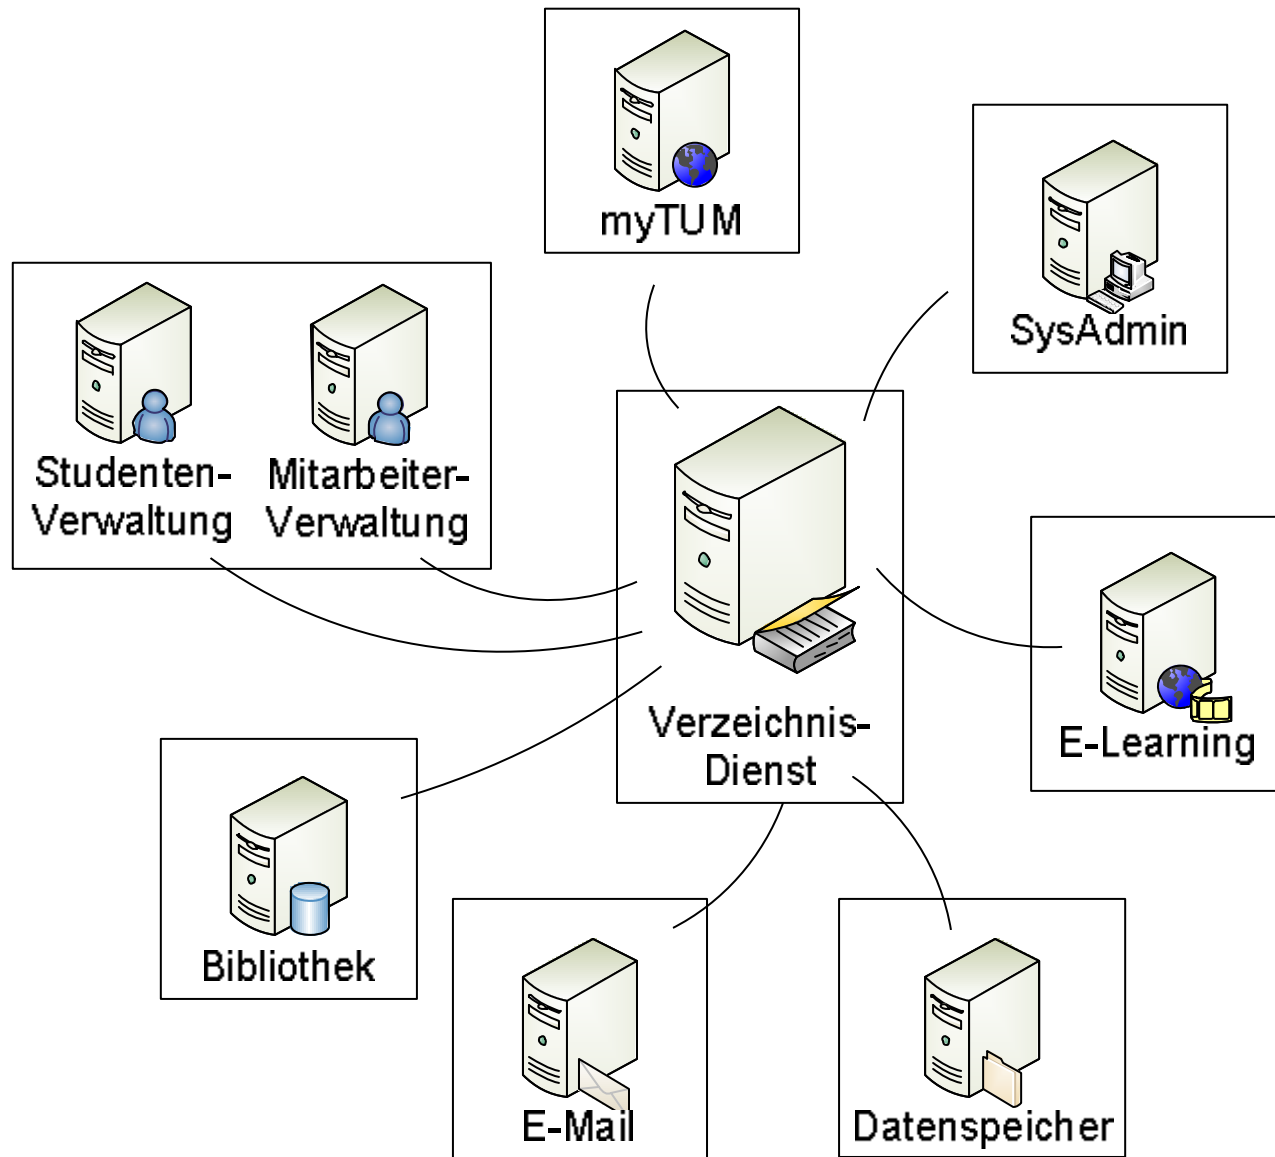 myTUM
SysAdmin
Studenten-
Verwaltung
Mitarbeiter-
Verwaltung
Verzeichnis-
Dienst
E-Learning
Bibliothek
E-Mail
Datenspeicher